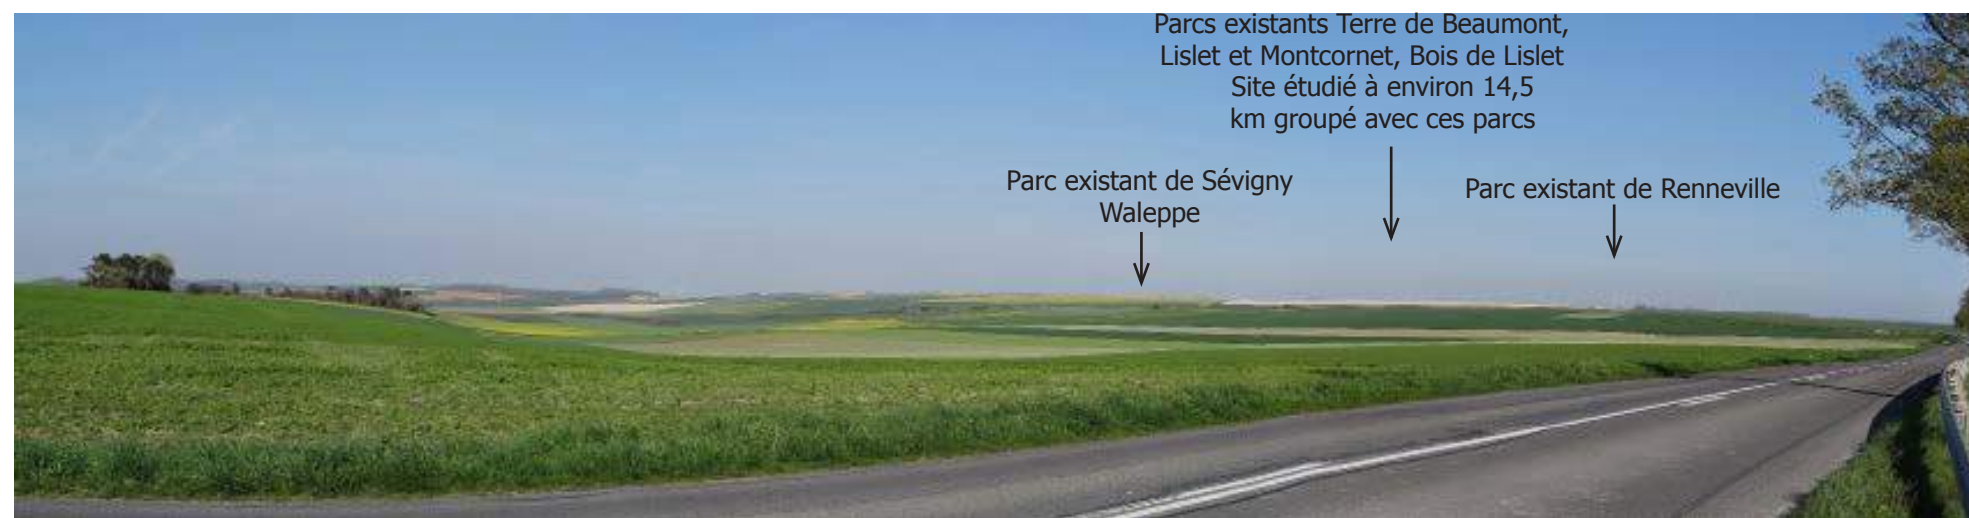 Parcs existants Terre de Beaumont,
Lislet et Montcornet, Bois de Lislet
Site étudié à environ 14,5
km groupé avec ces parcs
Parc existant de Sévigny
Waleppe
Parc existant de Renneville